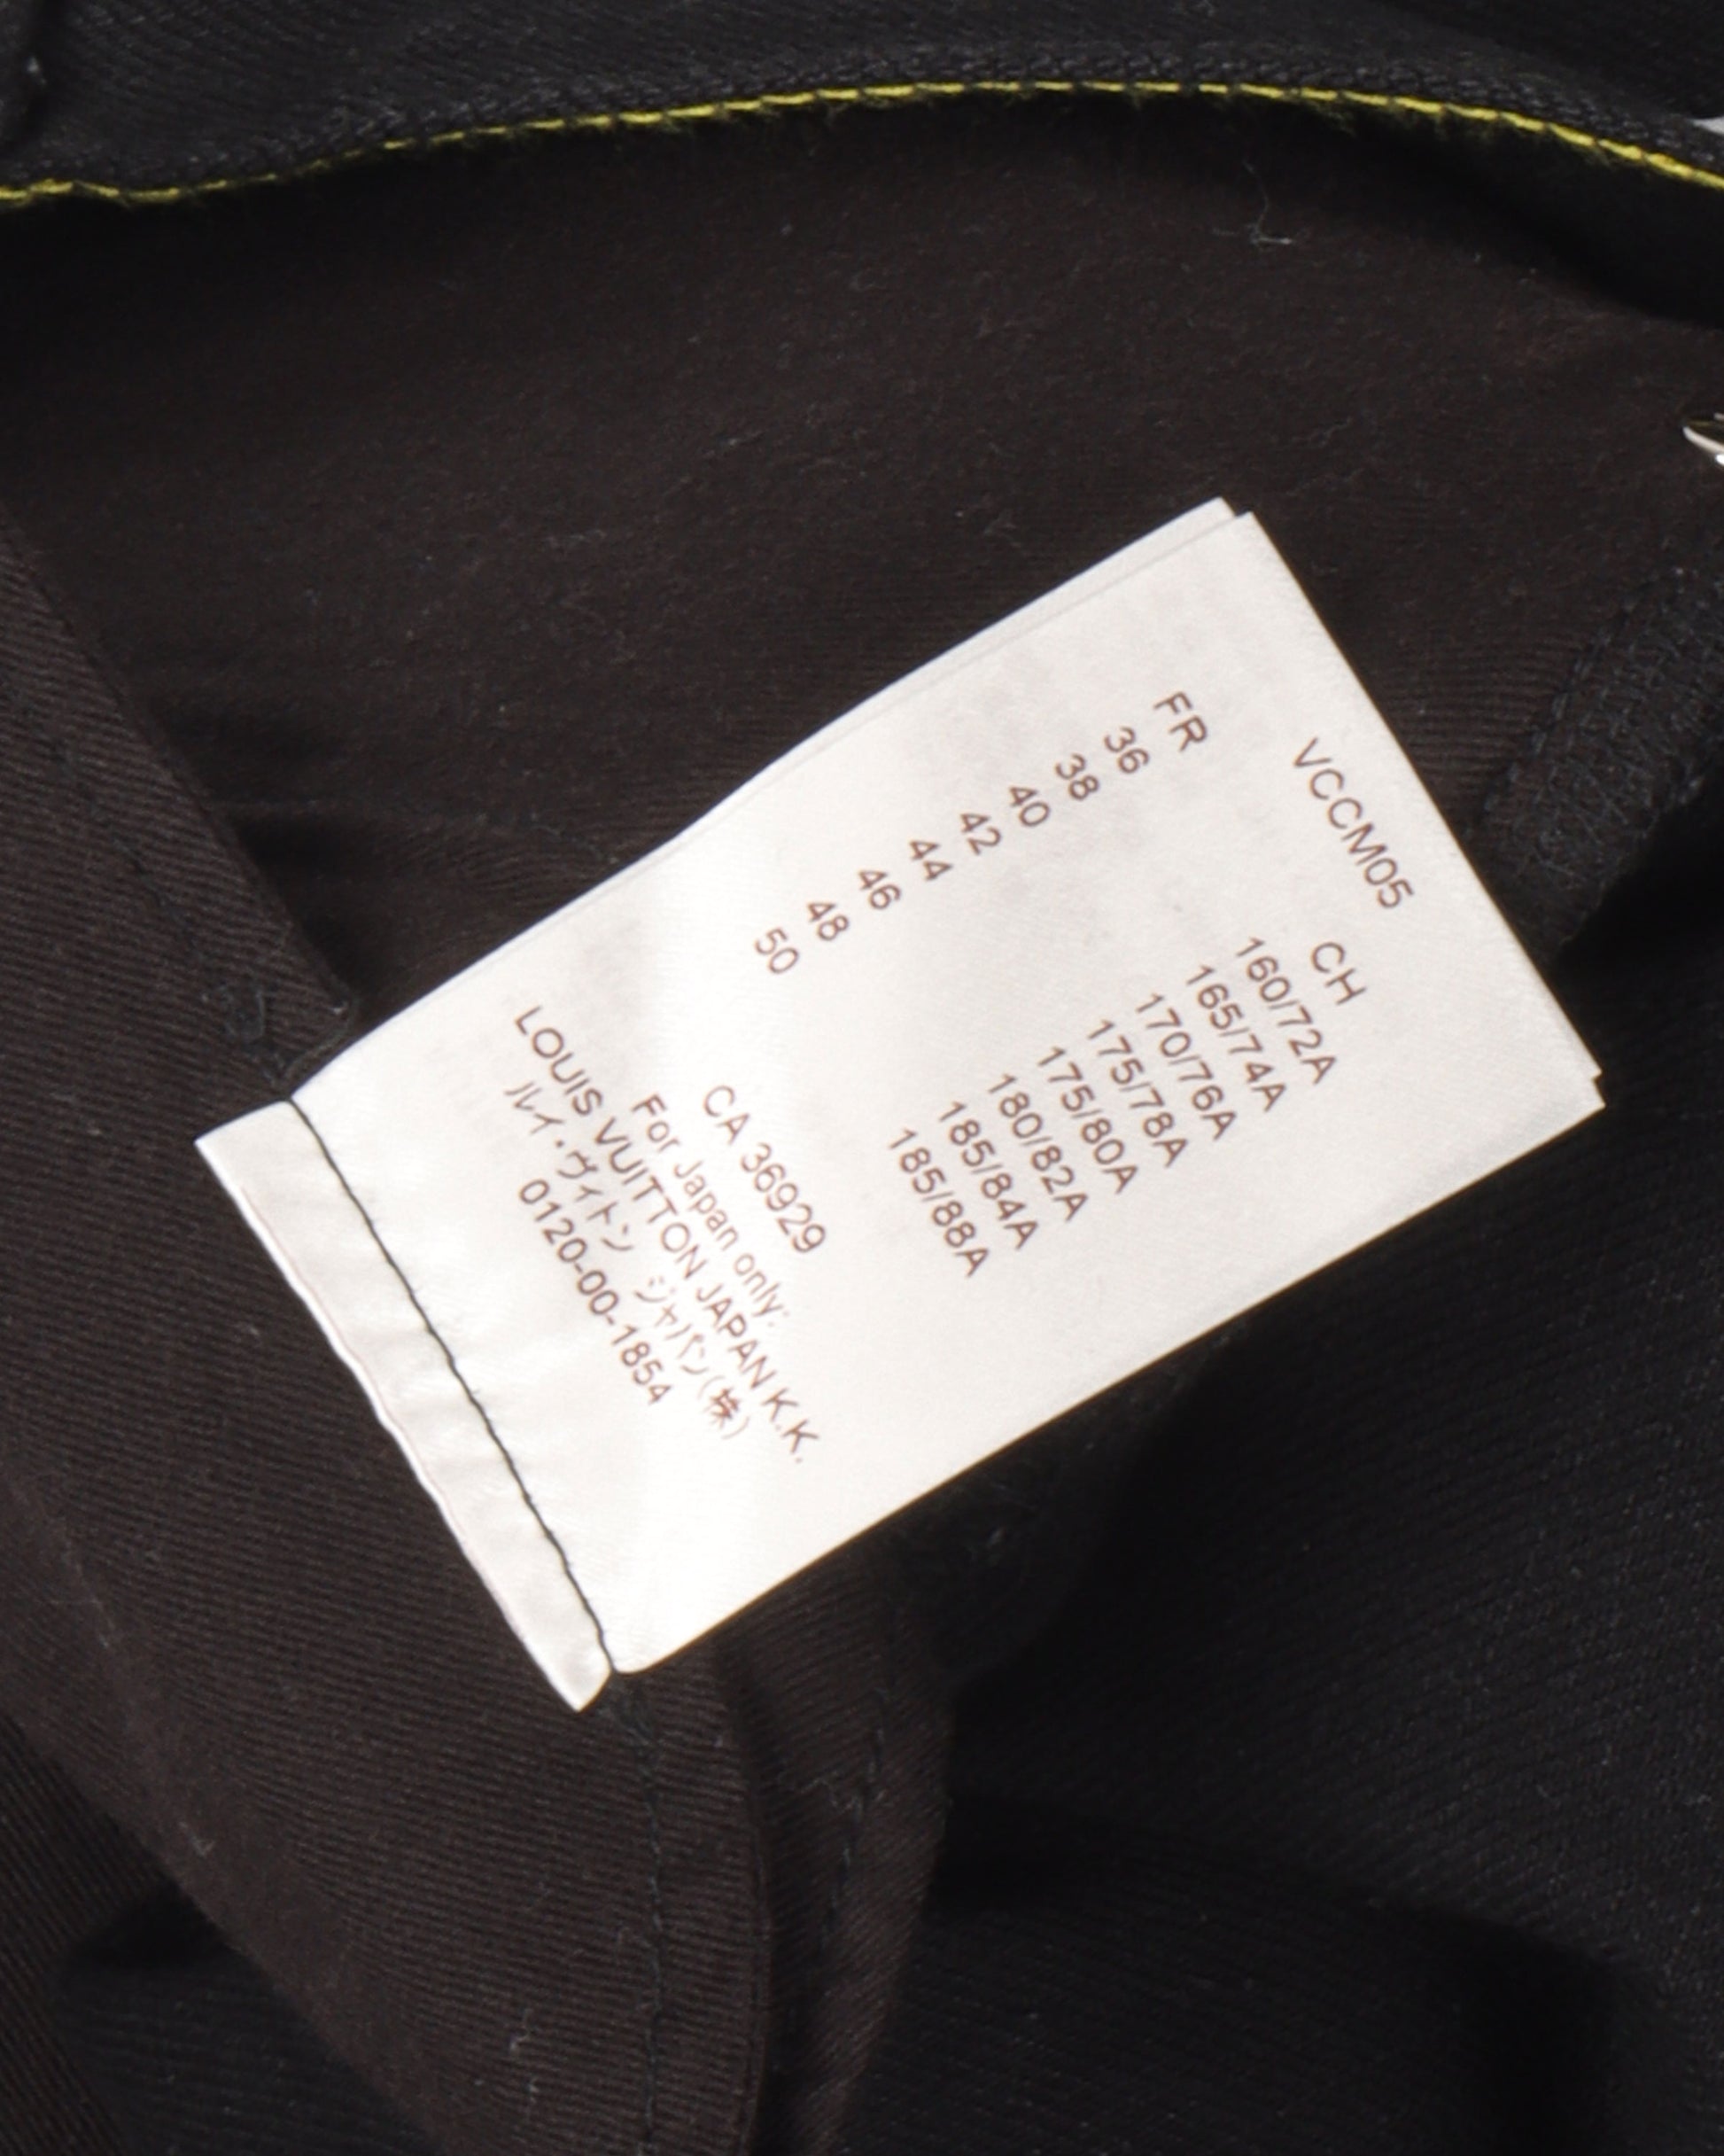 VCCM05
FR CH
36 160/72A
38 165/74A
40 170/76A
42 175/78A
44 175/80A
46 180/82A
48 185/84A
50 185/88A
CA 36929
For Japan only:
LOUIS VUITTON JAPAN K.K.
ルイ・ヴィトン ジャパン(株)
0120-00-1854